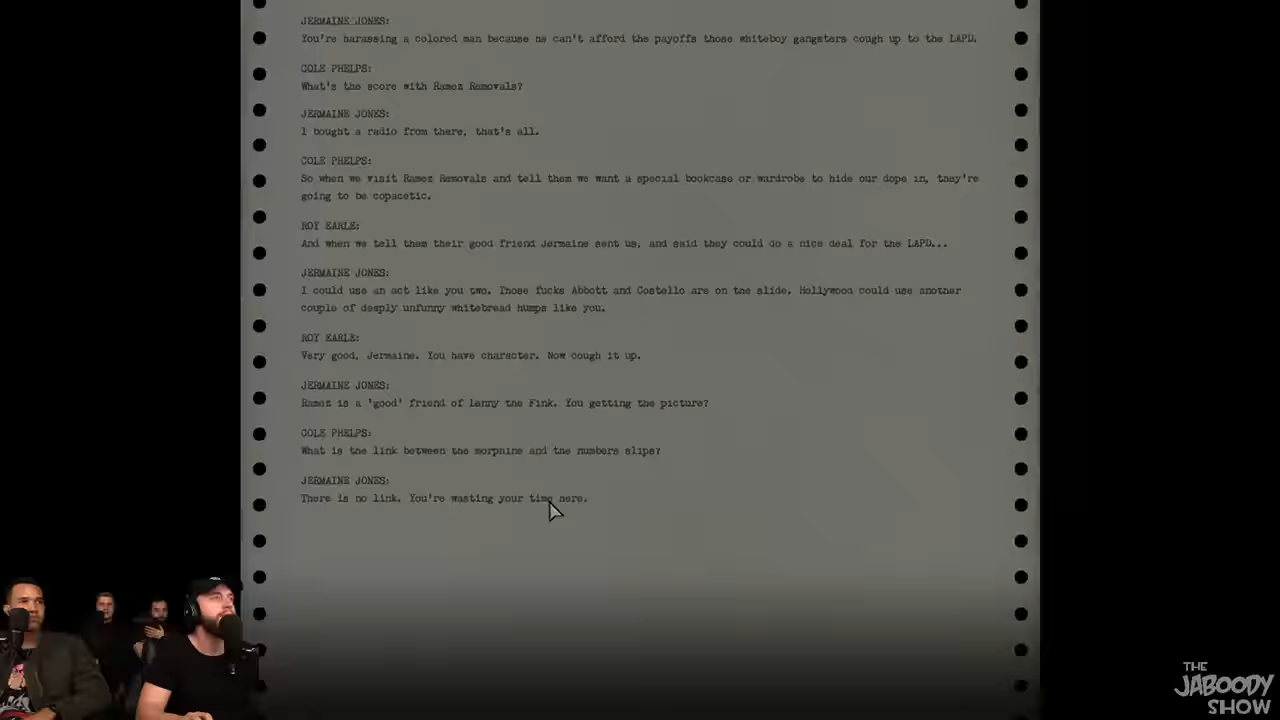 JERMAINE JONES:
You're harassing a colored man because he can't afford the payoffs those whiteboy gangsters cough up to the LAPD.
COLE PHELPS:
What's the score with Ramez Removals?
JERMAINE JONES:
I bought a radio from there, that's all.
COLE PHELPS:
So when we visit Ramez Removals and tell them we want a special bookcase or wardrobe to hide our dope in, they're
going to be copacetic.
ROY EARLE:
And when we tell them their good friend Jermaine sent us, and said they could do a nice deal for the LAPD...
JERMAINE JONES:
I could use an act like you two. Those fucks Abbott and Costello are on the slide. Hollywood could use another
couple of deeply unfunny whitebread humps like you.
ROY EARLE:
Very good, Jermaine. You have character. Now cough it up.
JERMAINE JONES:
Ramez is a 'good' friend of Lenny the Fink. You getting the picture?
COLE PHELPS:
What is the link between the morphine and the numbers slips?
JERMAINE JONES:
There is no link. You're wasting your time here.
THE
JABOODY
SHOW